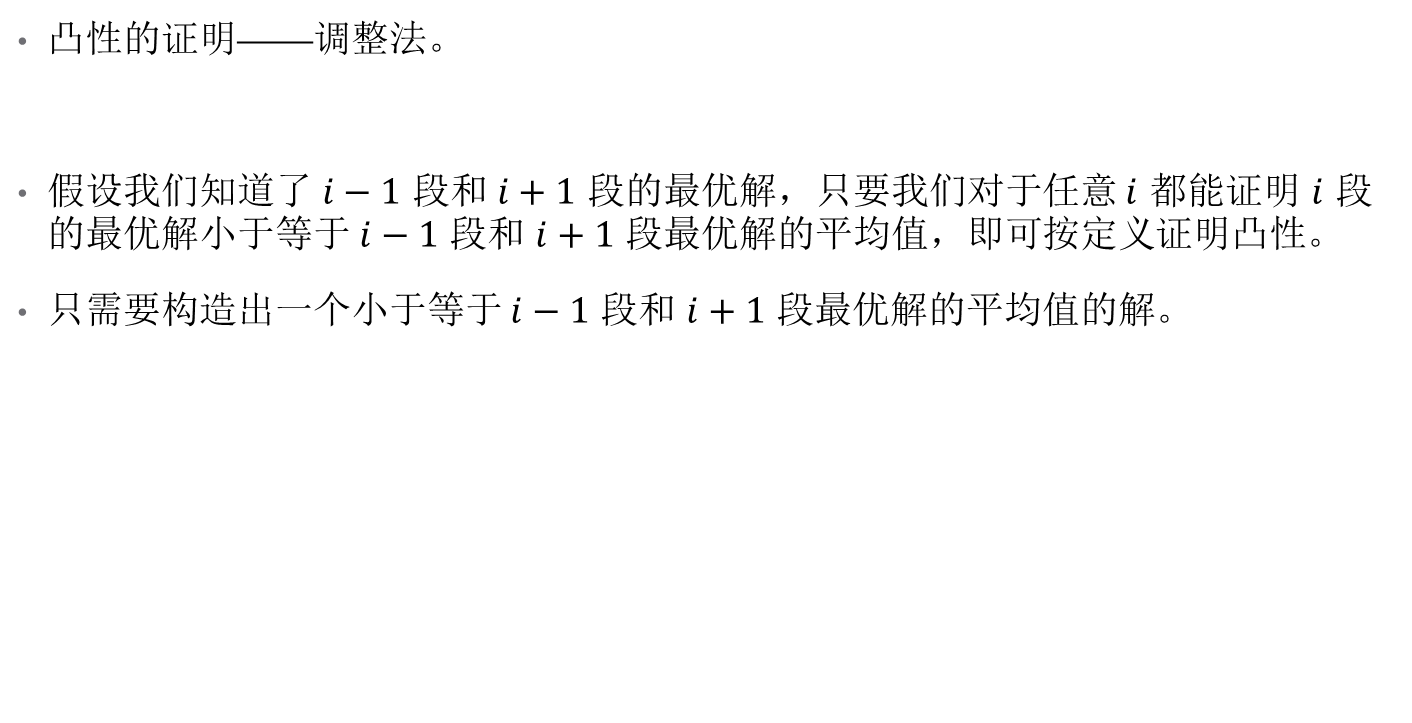 • 凸性的证明——调整法。
• 假设我们知道了 i − 1 段和 i + 1 段的最优解，只要我们对于任意 i 都能证明 i 段
的最优解小于等于 i − 1 段和 i + 1 段最优解的平均值，即可按定义证明凸性。
• 只需要构造出一个小于等于 i − 1 段和 i + 1 段最优解的平均值的解。